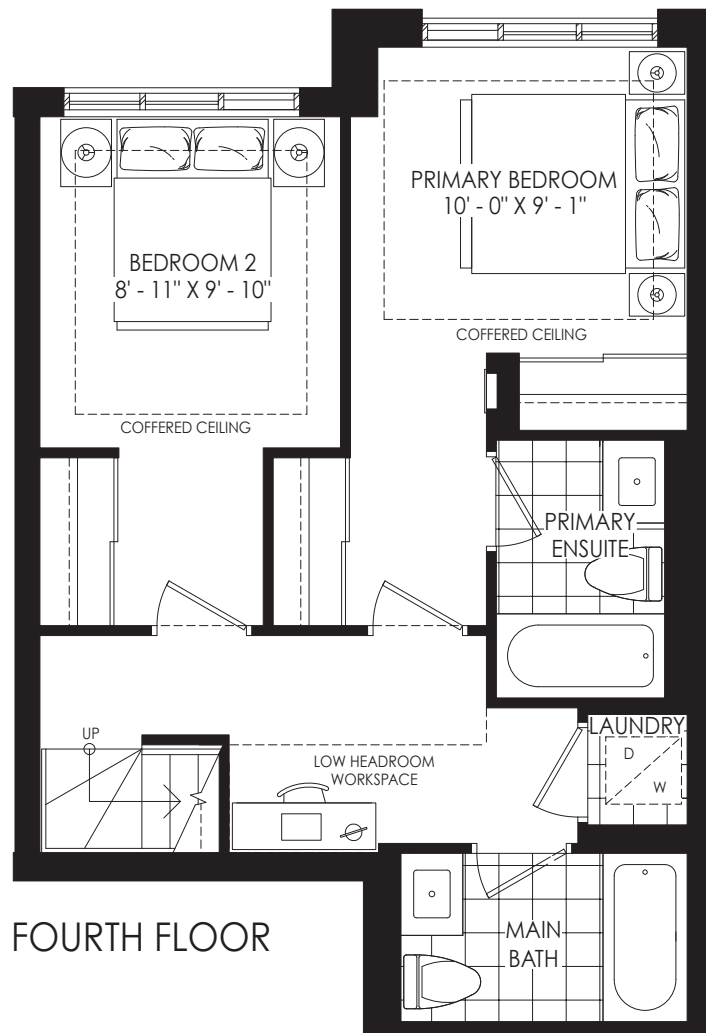 PRIMARY BEDROOM
10' - 0" X 9' - 1"
BEDROOM 2
8' - 11" X 9' - 10"
COFFERED CEILING
COFFERED CEILING
PRIMARY
ENSUITE
UP
LAUNDRY
D
W
LOW HEADROOM
WORKSPACE
MAIN
BATH
FOURTH FLOOR